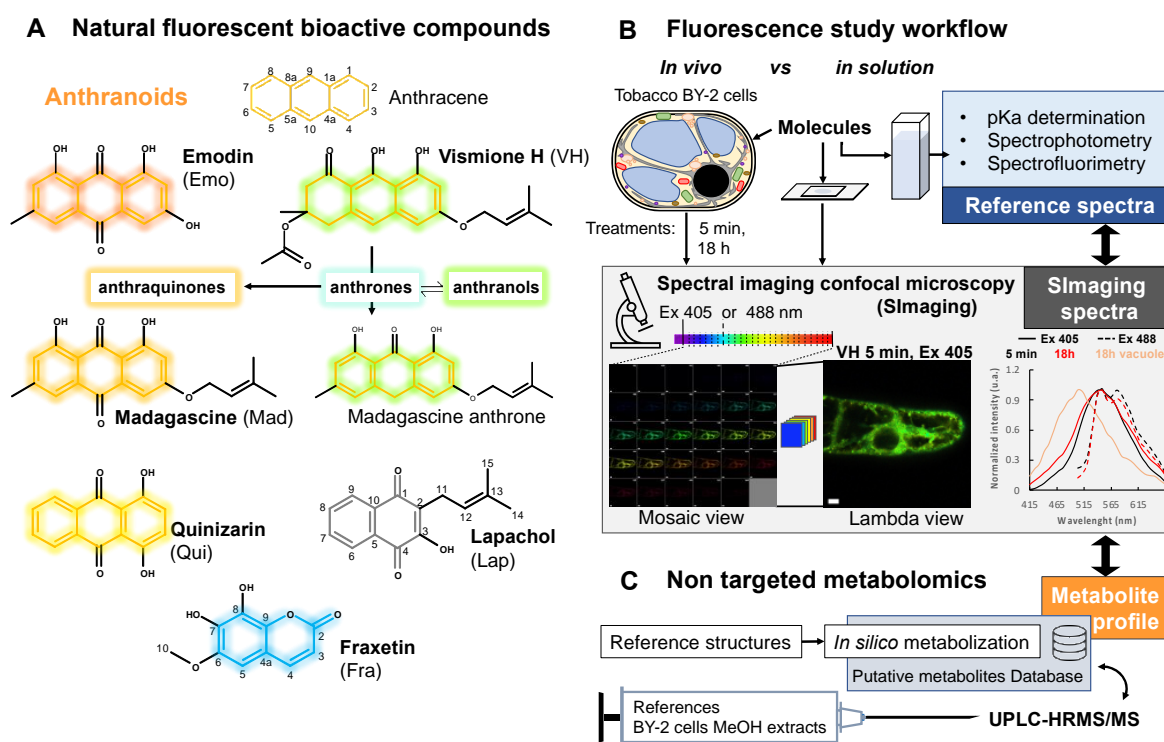 A Natural fluorescent bioactive compounds
Anthranoids
8 9 1
8a 1a
7 2
6 3
5a 4a
5 10 4
Anthracene
OH O OH
Emodin
(Emo)
OH
O
O OH OH
Vismione H (VH)
O
O
O
anthraquinones
anthrones
anthranols
OH O OH
O
O
Madagascine (Mad)
OH O OH
O
Madagascine anthrone
O OH
O OH
Quinizarin
(Qui)
O
9 1 11 15
10 2 13
8 12 14
7 3
5 4 OH
6
O
Lapachol
(Lap)
OH
HO 8 O O
7 9 2
10 O 6 4a 3
5 4
Fraxetin
(Fra)
B Fluorescence study workflow
In vivo vs in solution
Tobacco BY-2 cells
Molecules
• pKa determination
• Spectrophotometry
• Spectrofluorimetry
Reference spectra
Treatments: 5 min,
18 h
Spectral imaging confocal microscopy
(SImaging)
Ex 405 or 488 nm
VH 5 min, Ex 405
Mosaic view
Lambda view
SImaging
spectra
Ex 405 Ex 488
5 min 18h 18h vacuole
Normalized intensity (u.a.)
1.2
0.9
0.6
0.3
0
415 465 515 565 615
Wavelenght (nm)
C Non targeted metabolomics
Metabolite
profile
Reference structures
In silico metabolization
Putative metabolites Database
References
BY-2 cells MeOH extracts
UPLC-HRMS/MS